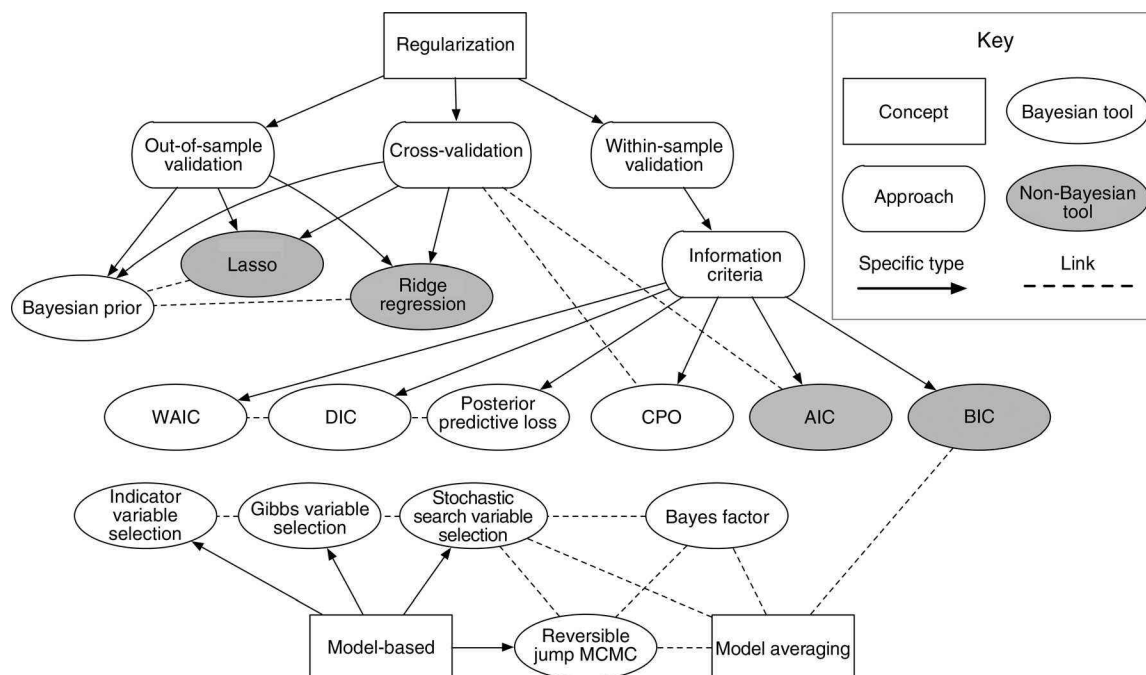 Regularization
Key
Concept
Bayesian tool
Out-of-sample
validation
Cross-validation
Within-sample
validation
Approach
Non-Bayesian
tool
Lasso
Information
criteria
Specific type
Link
Bayesian prior
Ridge
regression
WAIC
DIC
Posterior
predictive loss
CPO
AIC
BIC
Indicator
variable
selection
Gibbs variable
selection
Stochastic
search variable
selection
Bayes factor
Model-based
Reversible
jump MCMC
Model averaging